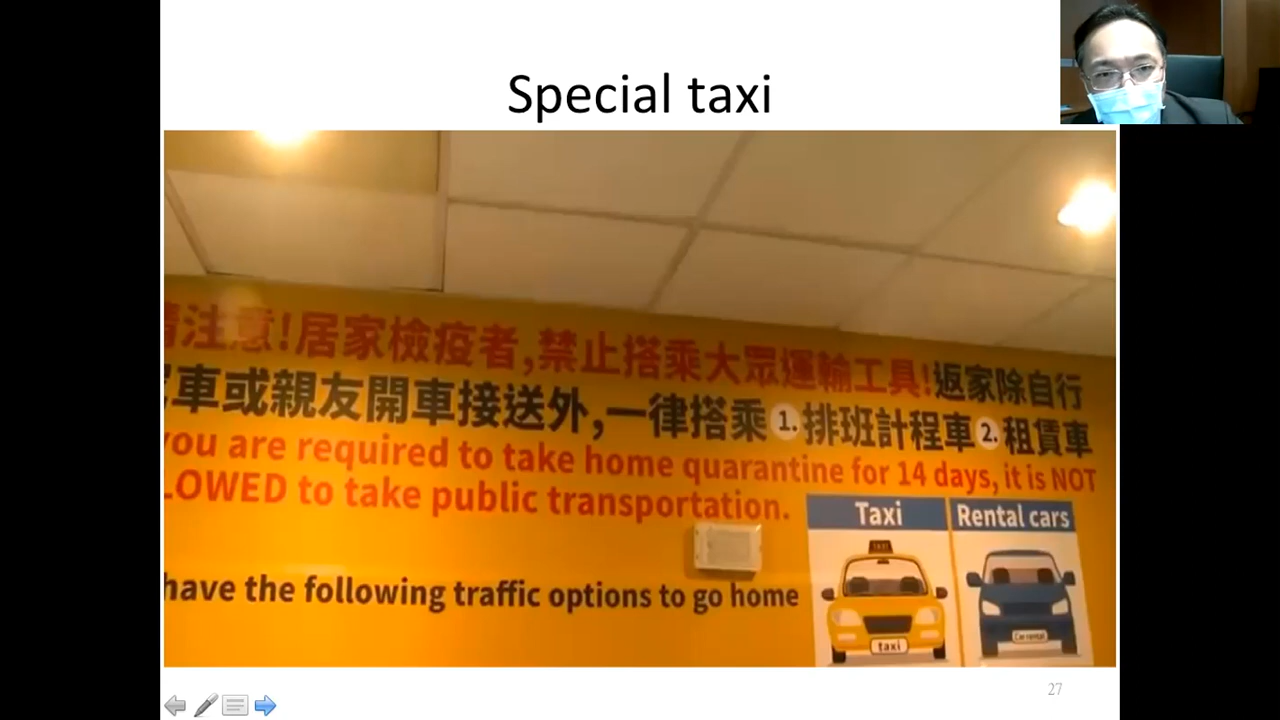 Special taxi
注意!居家檢疫者,禁止搭乘大眾運輸工具!返家除自行
車或親友開車接送外,一律搭乘1.排班計程車2.租賃車
you are required to take home quarantine for 14 days, it is NOT
LOWED to take public transportation.
Taxi
Rental cars
have the following traffic options to go home
TAXI
taxi
Car rental
27